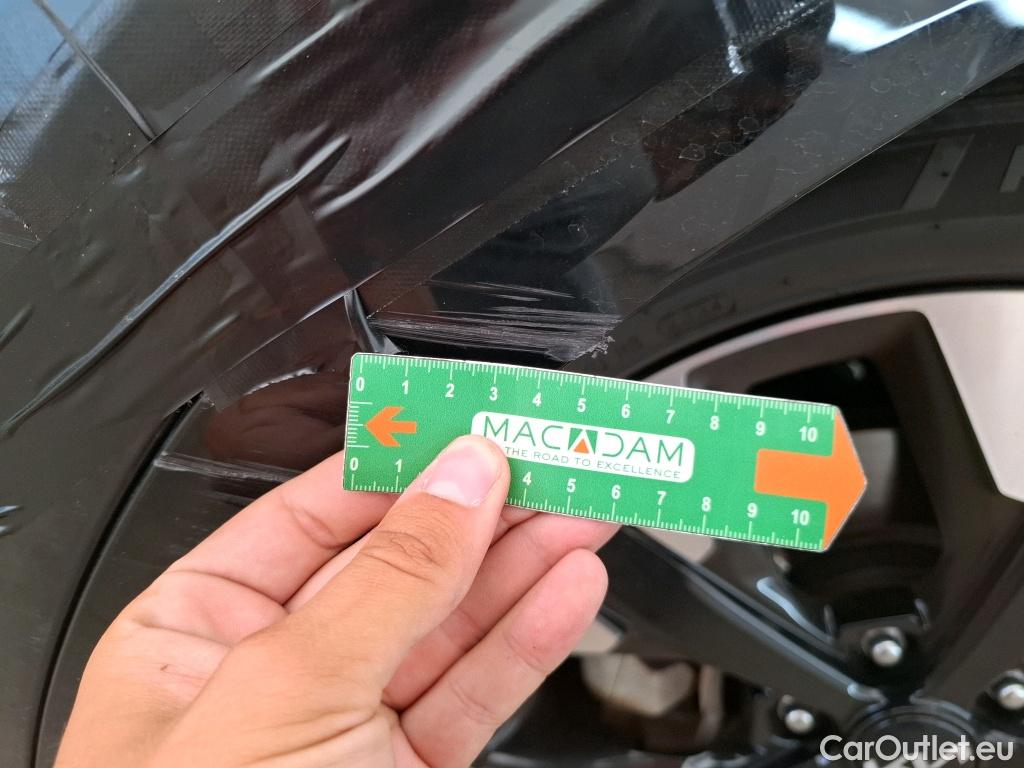 0 1 2 3 4 5 6 7 8 9 10
MACADAM
THE ROAD TO EXCELLENCE
0 1 4 5 6 7 8 9 10
CarOutlet.eu